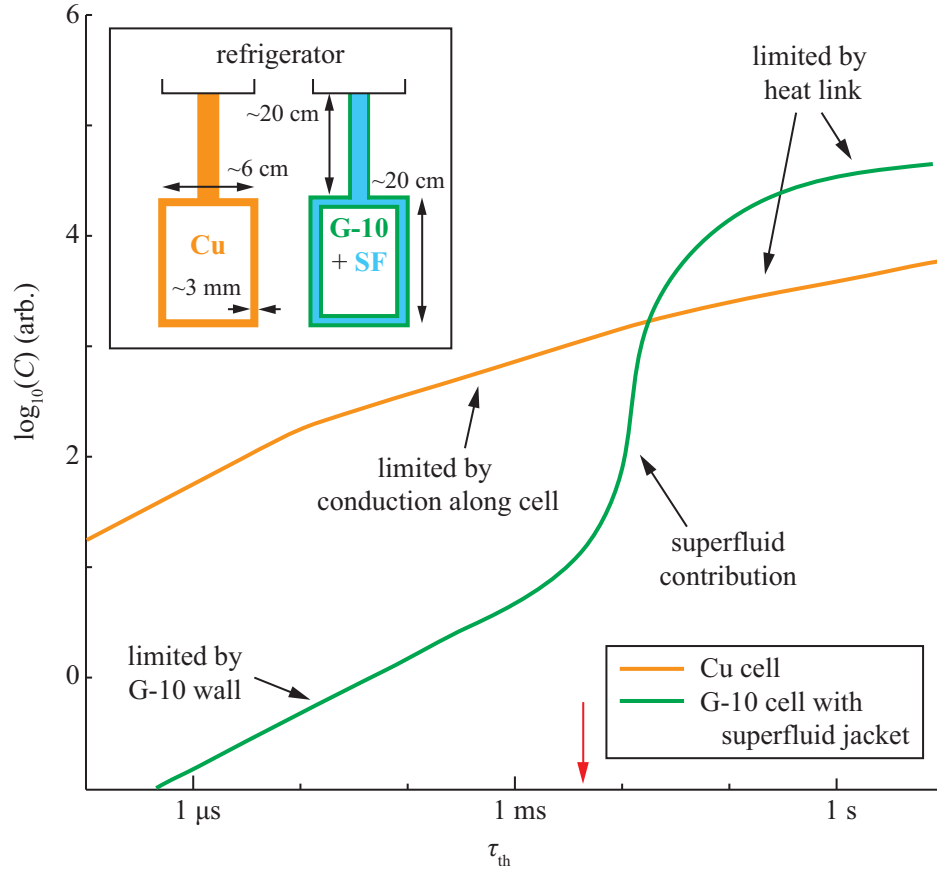 6
4
2
0
log₁₀(C) (arb.)
refrigerator
~20 cm
~6 cm
~20 cm
Cu
G-10
+ SF
~3 mm
limited by
heat link
limited by
conduction along cell
superfluid
contribution
limited by
G-10 wall
Cu cell
G-10 cell with
superfluid jacket
1 μs
1 ms
1 s
τth